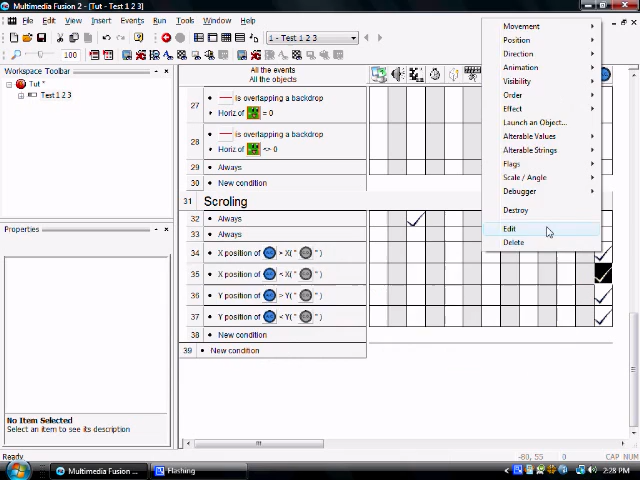 Multimedia Fusion 2 - [Tut - Test 1 2 3]
File Edit View Insert Events Run Tools Window Help
1 - Test 1 2 3
100
Workspace Toolbar
Tut *
Test 1 2 3
Properties
No Item Selected
Select an item to see its description
All the events
All the objects
27
is overlapping a backdrop
Horiz of = 0
28
is overlapping a backdrop
Horiz of <> 0
29 Always
30 New condition
31 Scroling
32 Always
33 Always
34 X position of > X( " " )
35 X position of < X( " " )
36 Y position of > Y( " " )
37 Y position of < Y( " " )
38 New condition
39 New condition
Movement
Position
Direction
Animation
Visibility
Order
Effect
Launch an Object...
Alterable Values
Alterable Strings
Flags
Scale / Angle
Debugger
Destroy
Edit
Delete
Ready
-80, 55 0 CAP NUM
Multimedia Fusion 2 ...
Flashing
2:28 PM